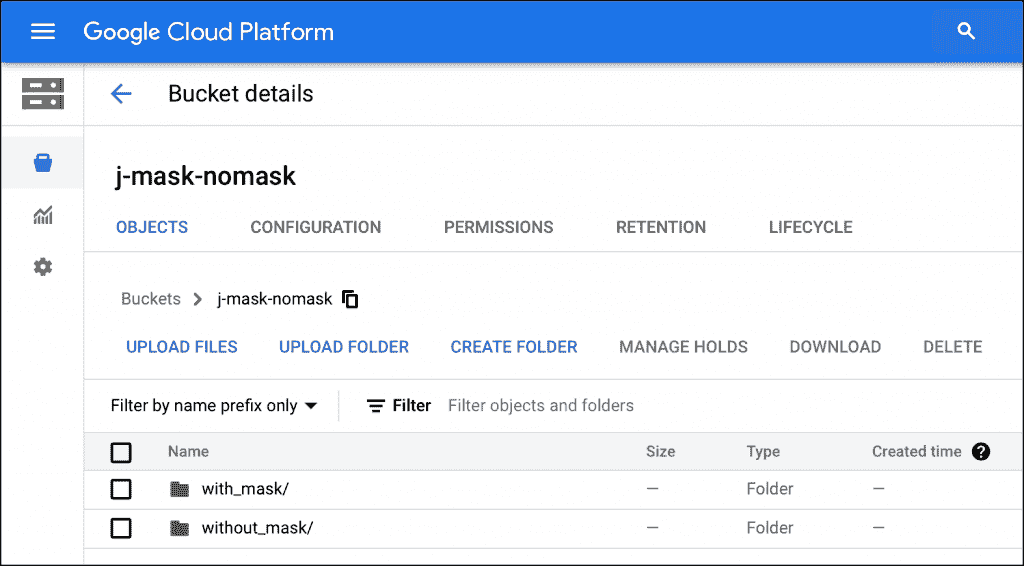 Google Cloud Platform
Bucket details
j-mask-nomask
OBJECTS CONFIGURATION PERMISSIONS RETENTION LIFECYCLE
Buckets > j-mask-nomask
UPLOAD FILES UPLOAD FOLDER CREATE FOLDER MANAGE HOLDS DOWNLOAD DELETE
Filter by name prefix only Filter Filter objects and folders
Name Size Type Created time ?
with_mask/ — Folder —
without_mask/ — Folder —